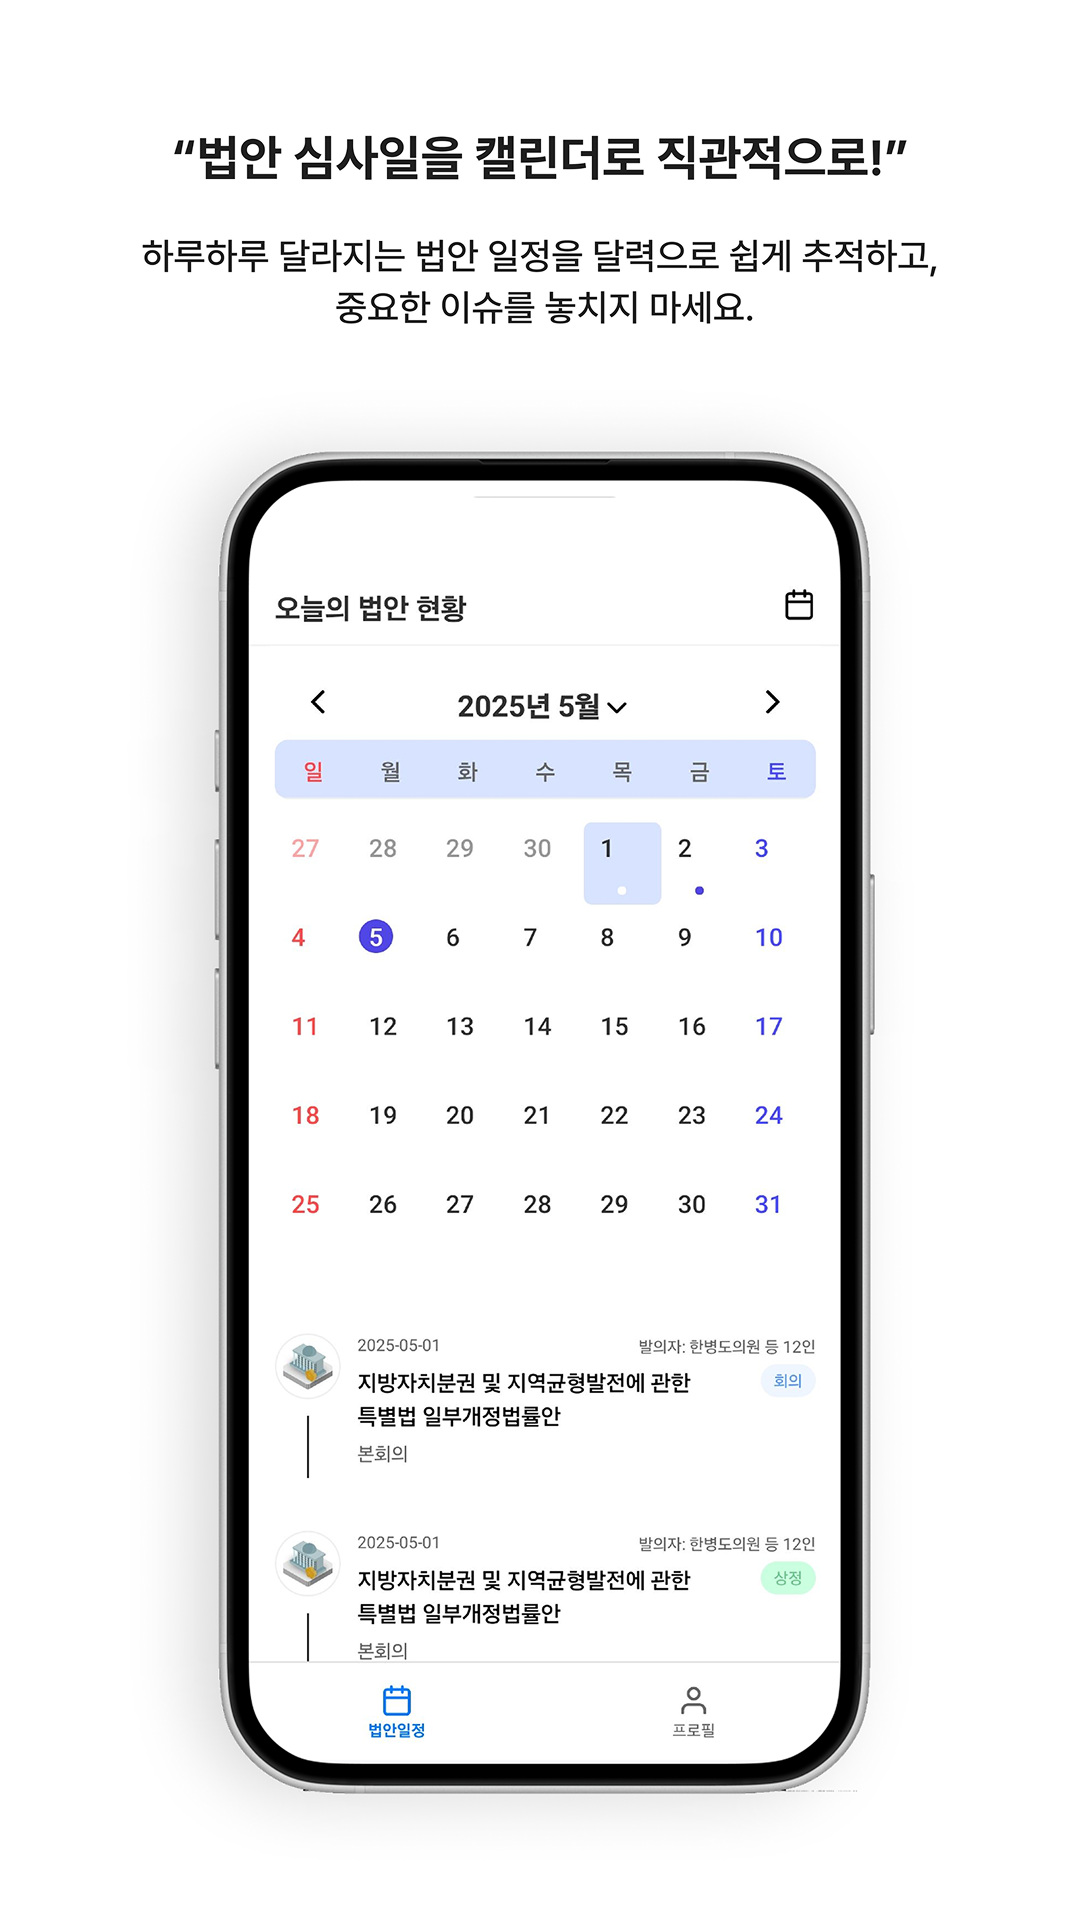 “법안 심사일을 캘린더로 직관적으로!”
하루하루 달라지는 법안 일정을 달력으로 쉽게 추적하고,
중요한 이슈를 놓치지 마세요.
오늘의 법안 현황
2025년 5월
일 월 화 수 목 금 토
27 28 29 30 1 2 3
4 5 6 7 8 9 10
11 12 13 14 15 16 17
18 19 20 21 22 23 24
25 26 27 28 29 30 31
2025-05-01 발의자: 한병도의원 등 12인
지방자치분권 및 지역균형발전에 관한 회의
특별법 일부개정법률안
본회의
2025-05-01 발의자: 한병도의원 등 12인
지방자치분권 및 지역균형발전에 관한 상정
특별법 일부개정법률안
본회의
법안일정 프로필